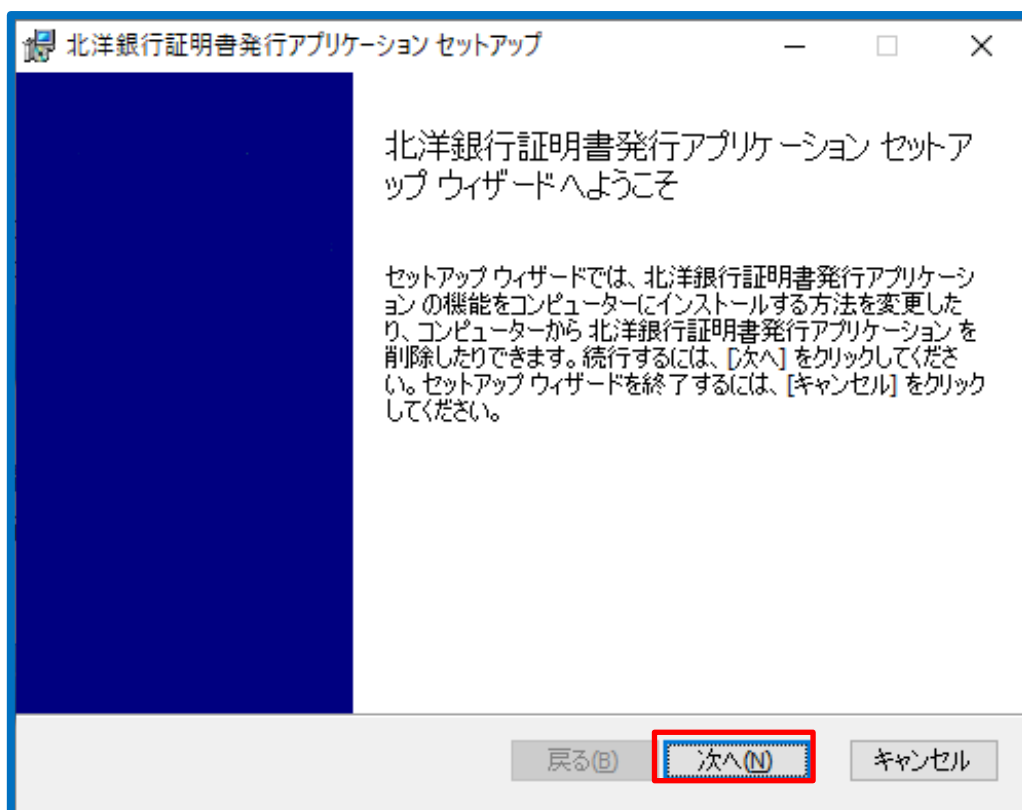 北洋銀行証明書発行アプリケーション セットアップ
北洋銀行証明書発行アプリケーション セットア
ップ ウィザードへようこそ
セットアップ ウィザードでは、北洋銀行証明書発行アプリケーシ
ョン の機能をコンピューターにインストールする方法を変更した
り、コンピューターから 北洋銀行証明書発行アプリケーション を
削除したりできます。続行するには、[次へ] をクリックしてくださ
い。セットアップ ウィザードを終了するには、[キャンセル] をクリック
してください。
戻る(B) 次へ(N) キャンセル